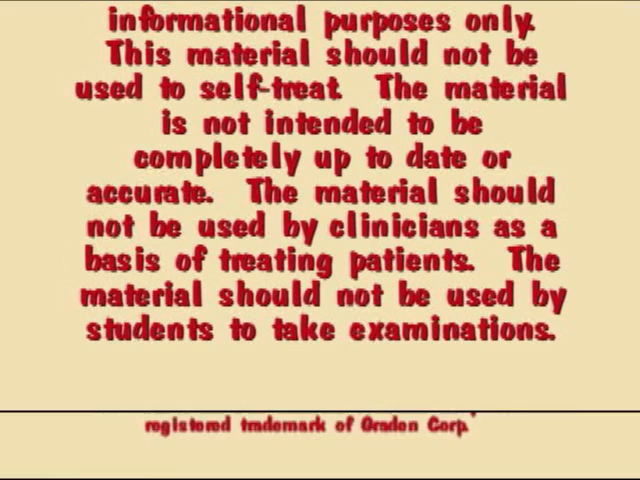 informational purposes only.
This material should not be
used to self-treat. The material
is not intended to be
completely up to date or
accurate. The material should
not be used by clinicians as a
basis of treating patients. The
material should not be used by
students to take examinations.
registered trademark of Corp.